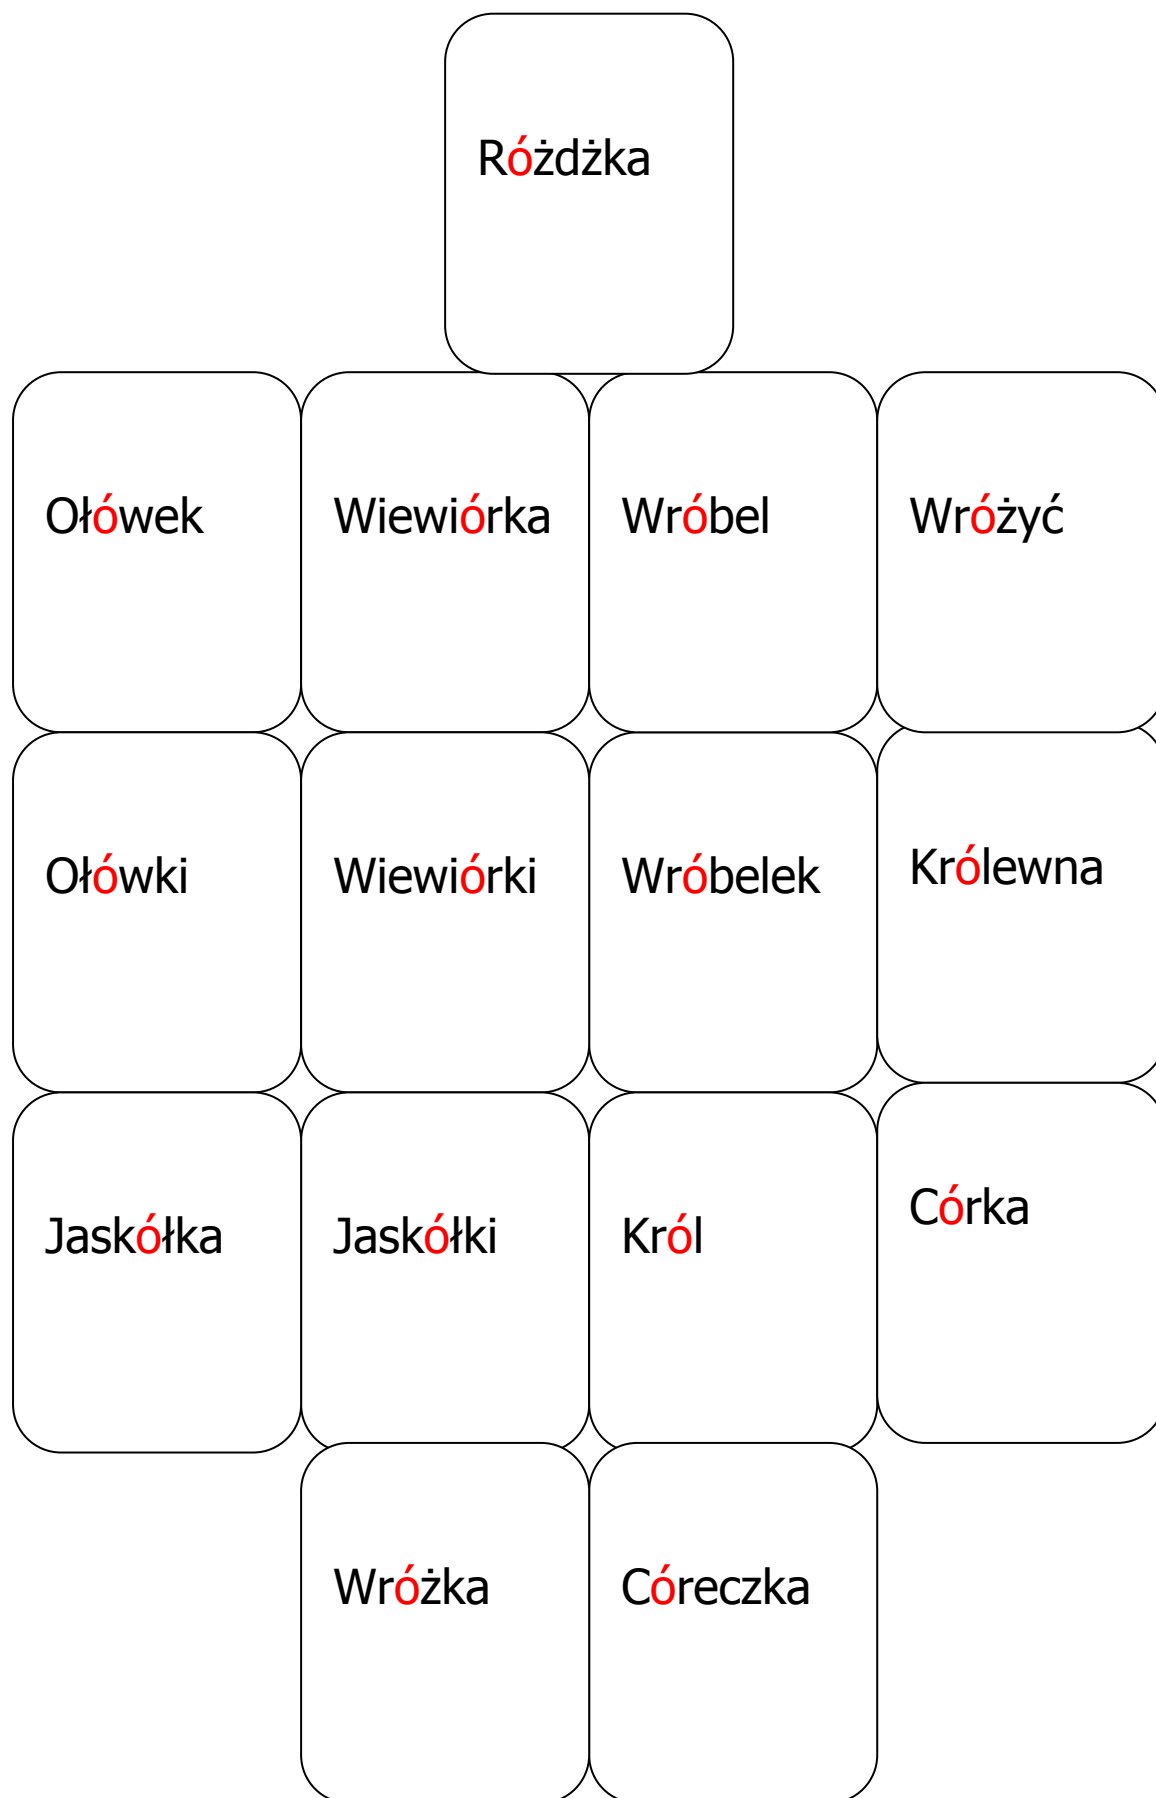 Różdżka
Ołówek
Wiewiórka
Wróbel
Wróżyć
Ołówki
Wiewiórki
Wróbelek
Królewna
Jaskółka
Jaskółki
Król
Córka
Wróżka
Córeczka